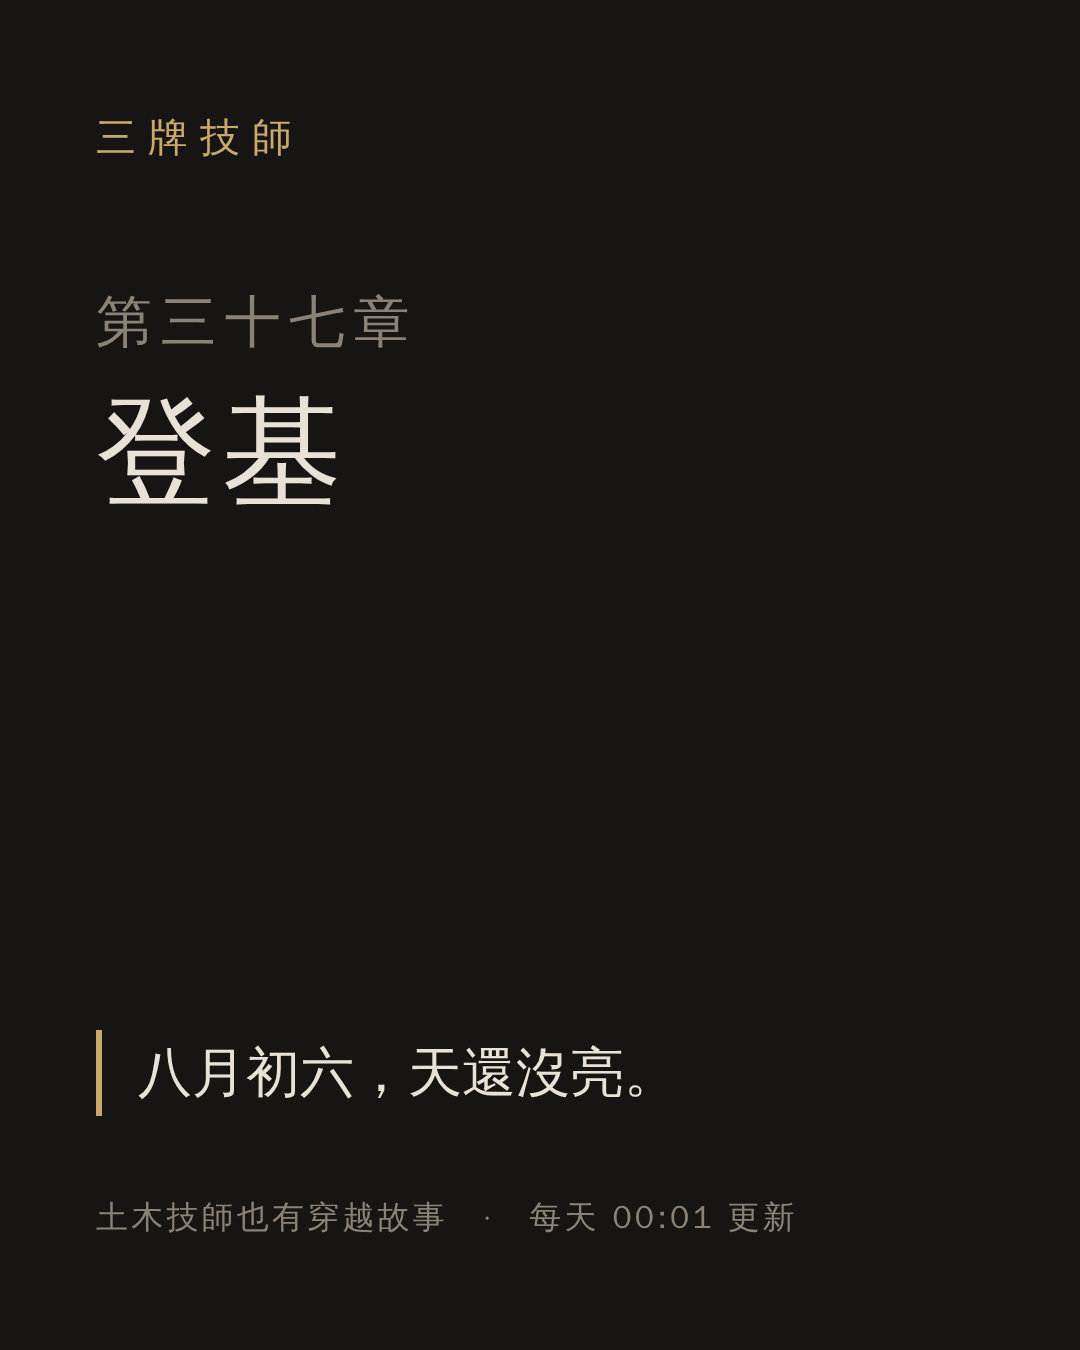 三牌技師
第三十七章
登基
八月初六，天還沒亮。
土木技師也有穿越故事 · 每天 00:01 更新